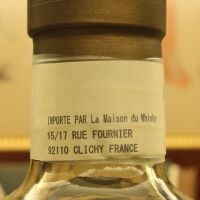 IMPORTE PAR La Maison du Whisky
15/17 RUE FOURNIER
92110 CLICHY FRANCE